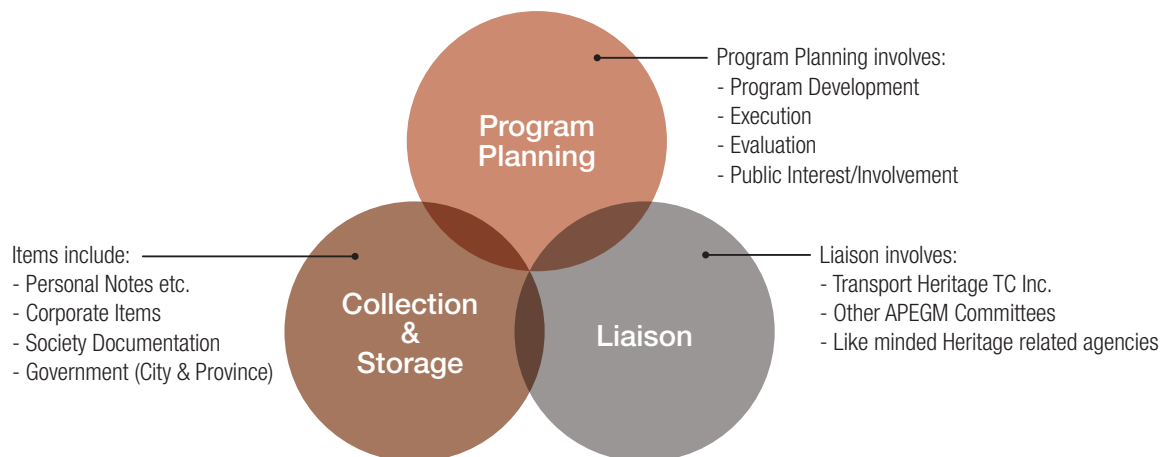 Program
Planning
Program Planning involves:
- Program Development
- Execution
- Evaluation
- Public Interest/Involvement
Items include:
- Personal Notes etc.
- Corporate Items
- Society Documentation
- Government (City & Province)
Collection
&
Storage
Liaison
Liaison involves:
- Transport Heritage TC Inc.
- Other APEGM Committees
- Like minded Heritage related agencies